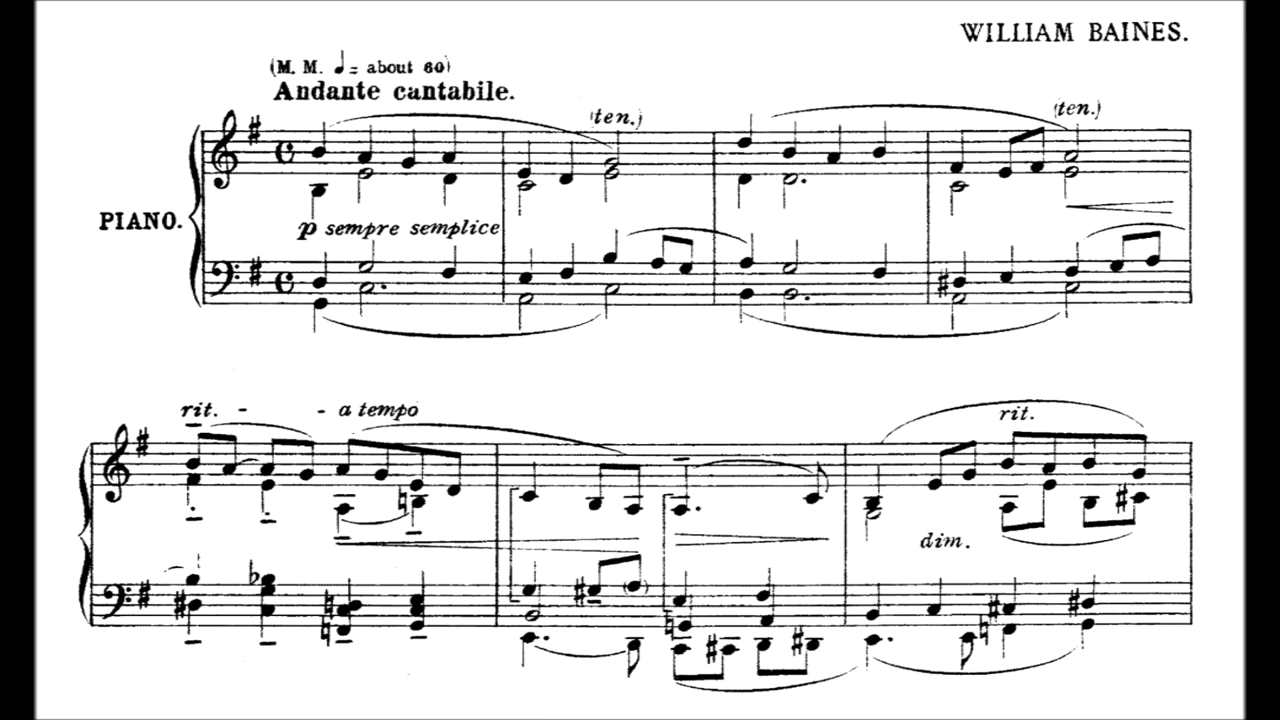 WILLIAM BAINES.
(M. M. ♩= about 60)
Andante cantabile.
(ten.) (ten.)
PIANO.
p sempre semplice
rit. - - a tempo rit.
dim.